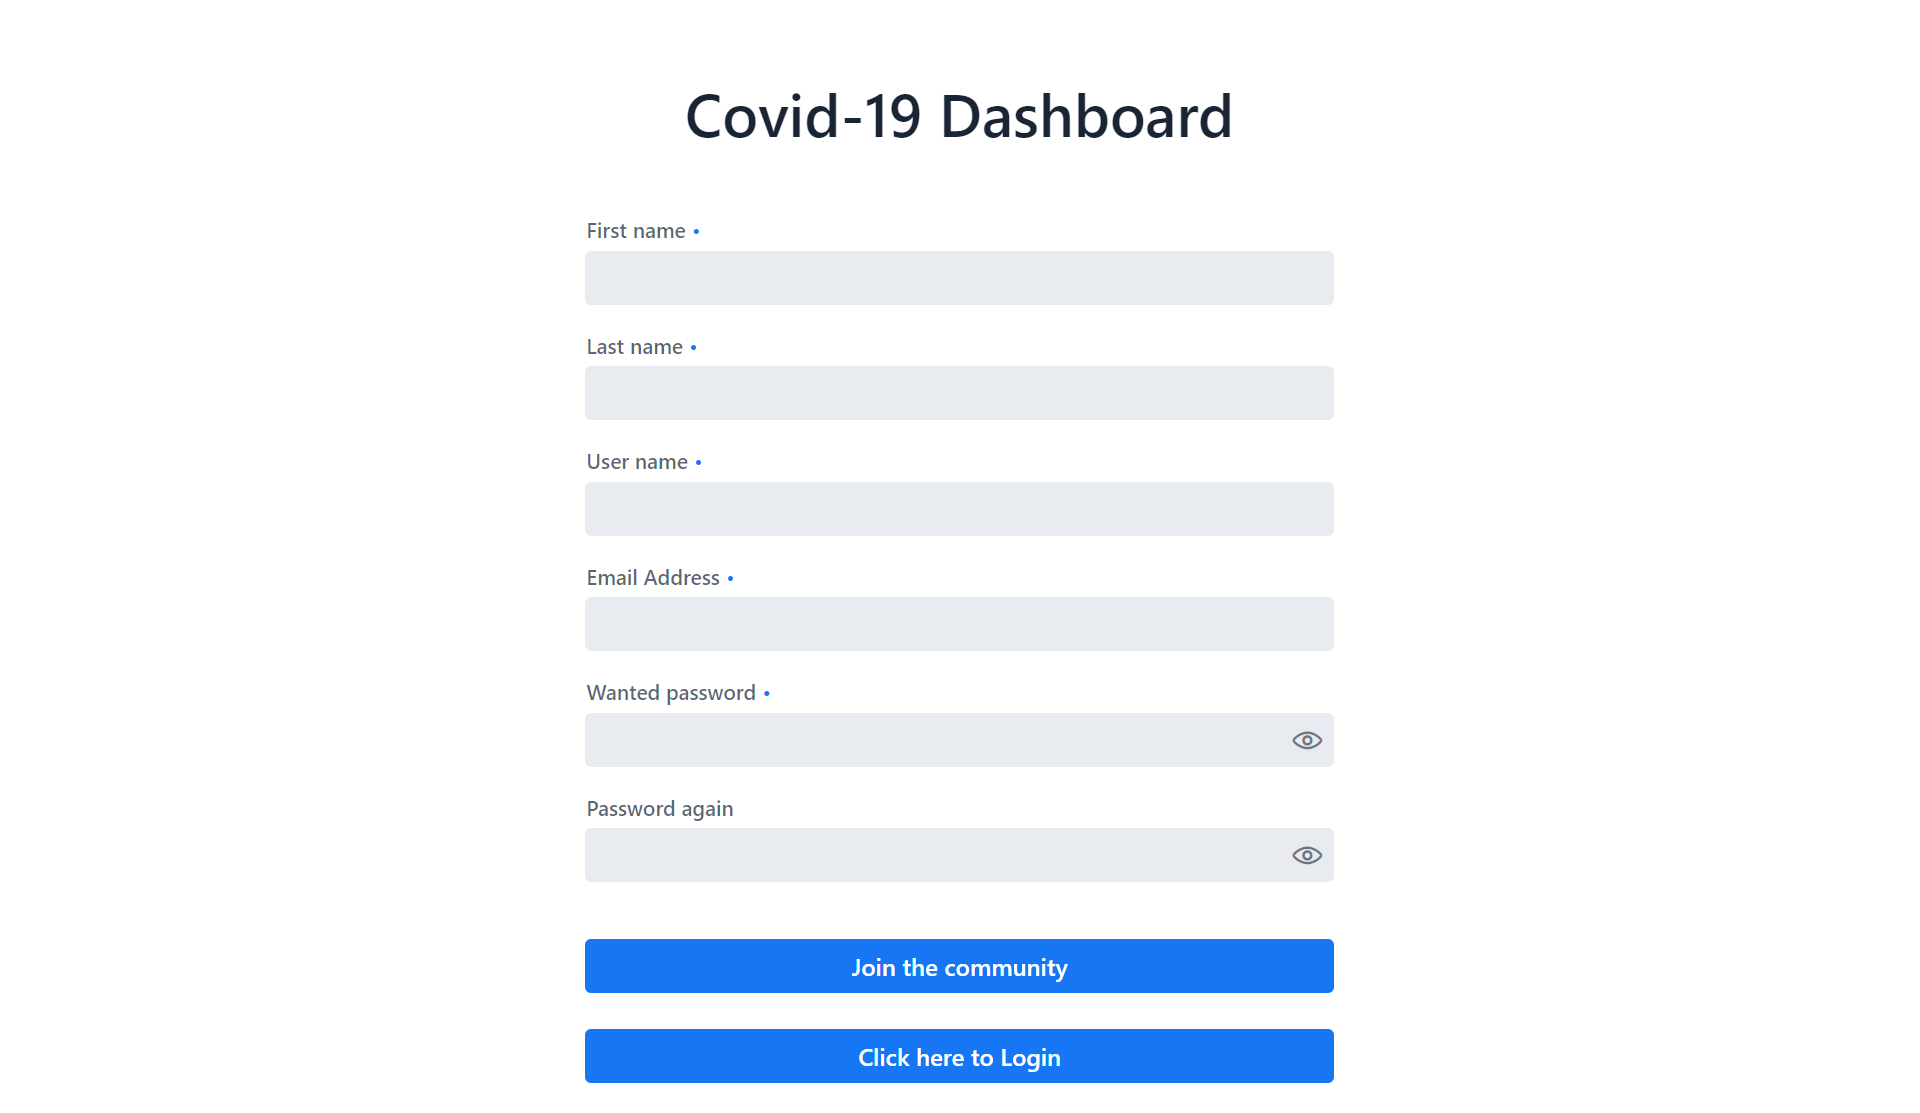 Covid-19 Dashboard
First name •
Last name •
User name •
Email Address •
Wanted password •
Password again
Join the community
Click here to Login